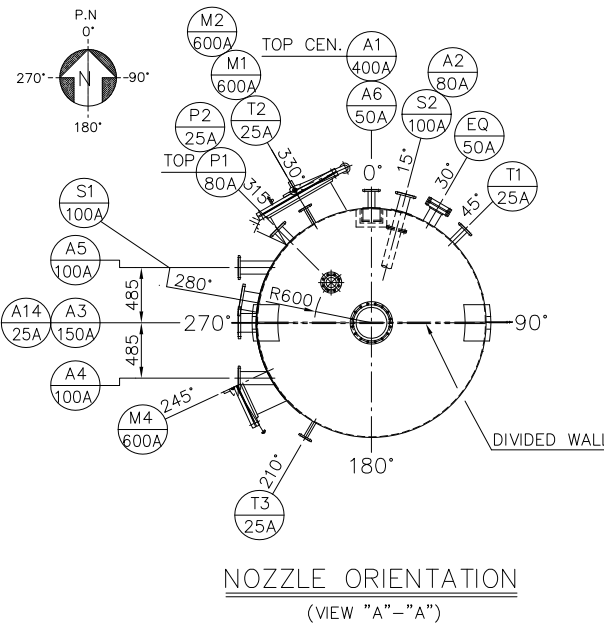 P.N
0°
270°
N
90°
180°
M2
600A
TOP CEN.
A1
400A
M1
600A
A2
80A
A6
50A
P2
25A
T2
25A
S2
100A
EQ
50A
TOP
P1
80A
330°
0°
15°
30°
T1
25A
S1
100A
315°
45°
A5
100A
280°
485
R600
A14
25A
A3
150A
270°
90°
485
A4
100A
M4
600A
245°
DIVIDED WALL
210°
180°
T3
25A
NOZZLE ORIENTATION
(VIEW "A"-"A")